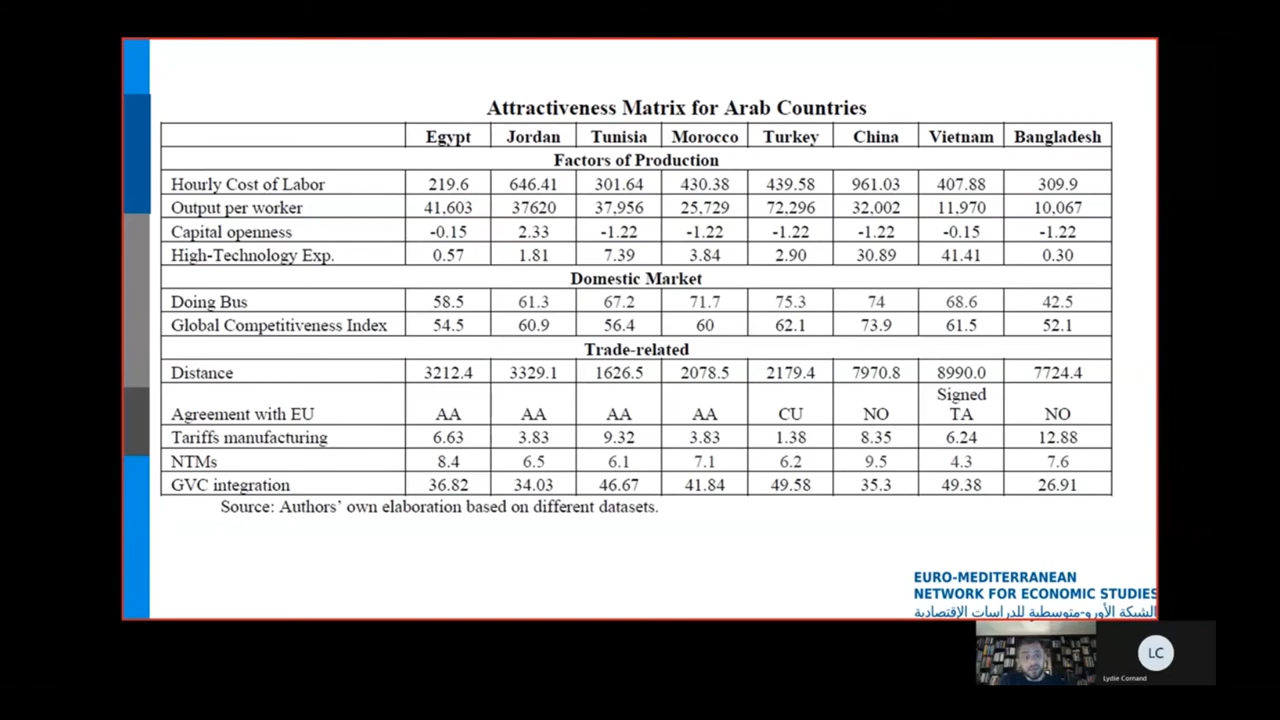 Attractiveness Matrix for Arab Countries
Egypt Jordan Tunisia Morocco Turkey China Vietnam Bangladesh
Factors of Production
Hourly Cost of Labor 219.6 646.41 301.64 430.38 439.58 961.03 407.88 309.9
Output per worker 41,603 37620 37,956 25,729 72,296 32,002 11,970 10,067
Capital openness -0.15 2.33 -1.22 -1.22 -1.22 -1.22 -0.15 -1.22
High-Technology Exp. 0.57 1.81 7.39 3.84 2.90 30.89 41.41 0.30
Domestic Market
Doing Bus 58.5 61.3 67.2 71.7 75.3 74 68.6 42.5
Global Competitiveness Index 54.5 60.9 56.4 60 62.1 73.9 61.5 52.1
Trade-related
Distance 3212.4 3329.1 1626.5 2078.5 2179.4 7970.8 8990.0 7724.4
Signed
Agreement with EU AA AA AA AA CU NO TA NO
Tariffs manufacturing 6.63 3.83 9.32 3.83 1.38 8.35 6.24 12.88
NTMs 8.4 6.5 6.1 7.1 6.2 9.5 4.3 7.6
GVC integration 36.82 34.03 46.67 41.84 49.58 35.3 49.38 26.91
Source: Authors' own elaboration based on different datasets.
EURO-MEDITERRANEAN
NETWORK FOR ECONOMIC STUDIES
الشبكة الأورو-متوسطية للدراسات الإقتصادية
LC
Lydie Cornand